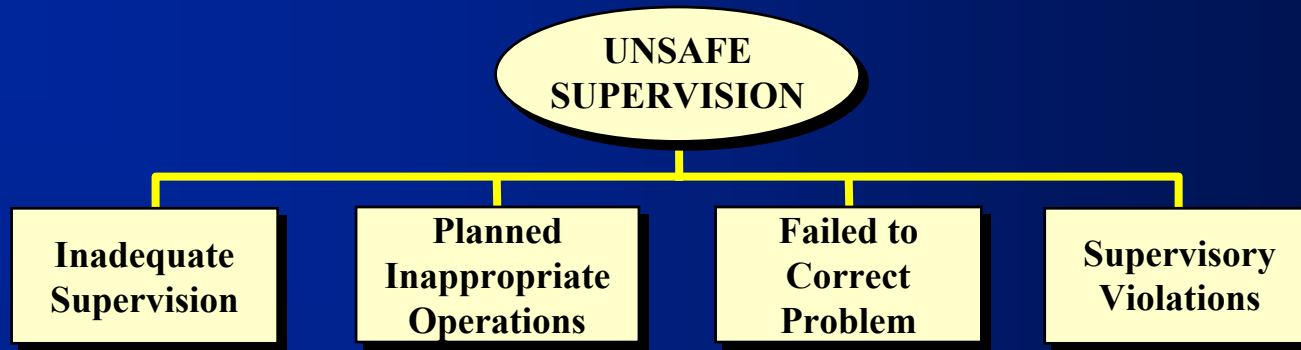 UNSAFE
SUPERVISION
Inadequate
Supervision
Planned
Inappropriate
Operations
Failed to
Correct
Problem
Supervisory
Violations